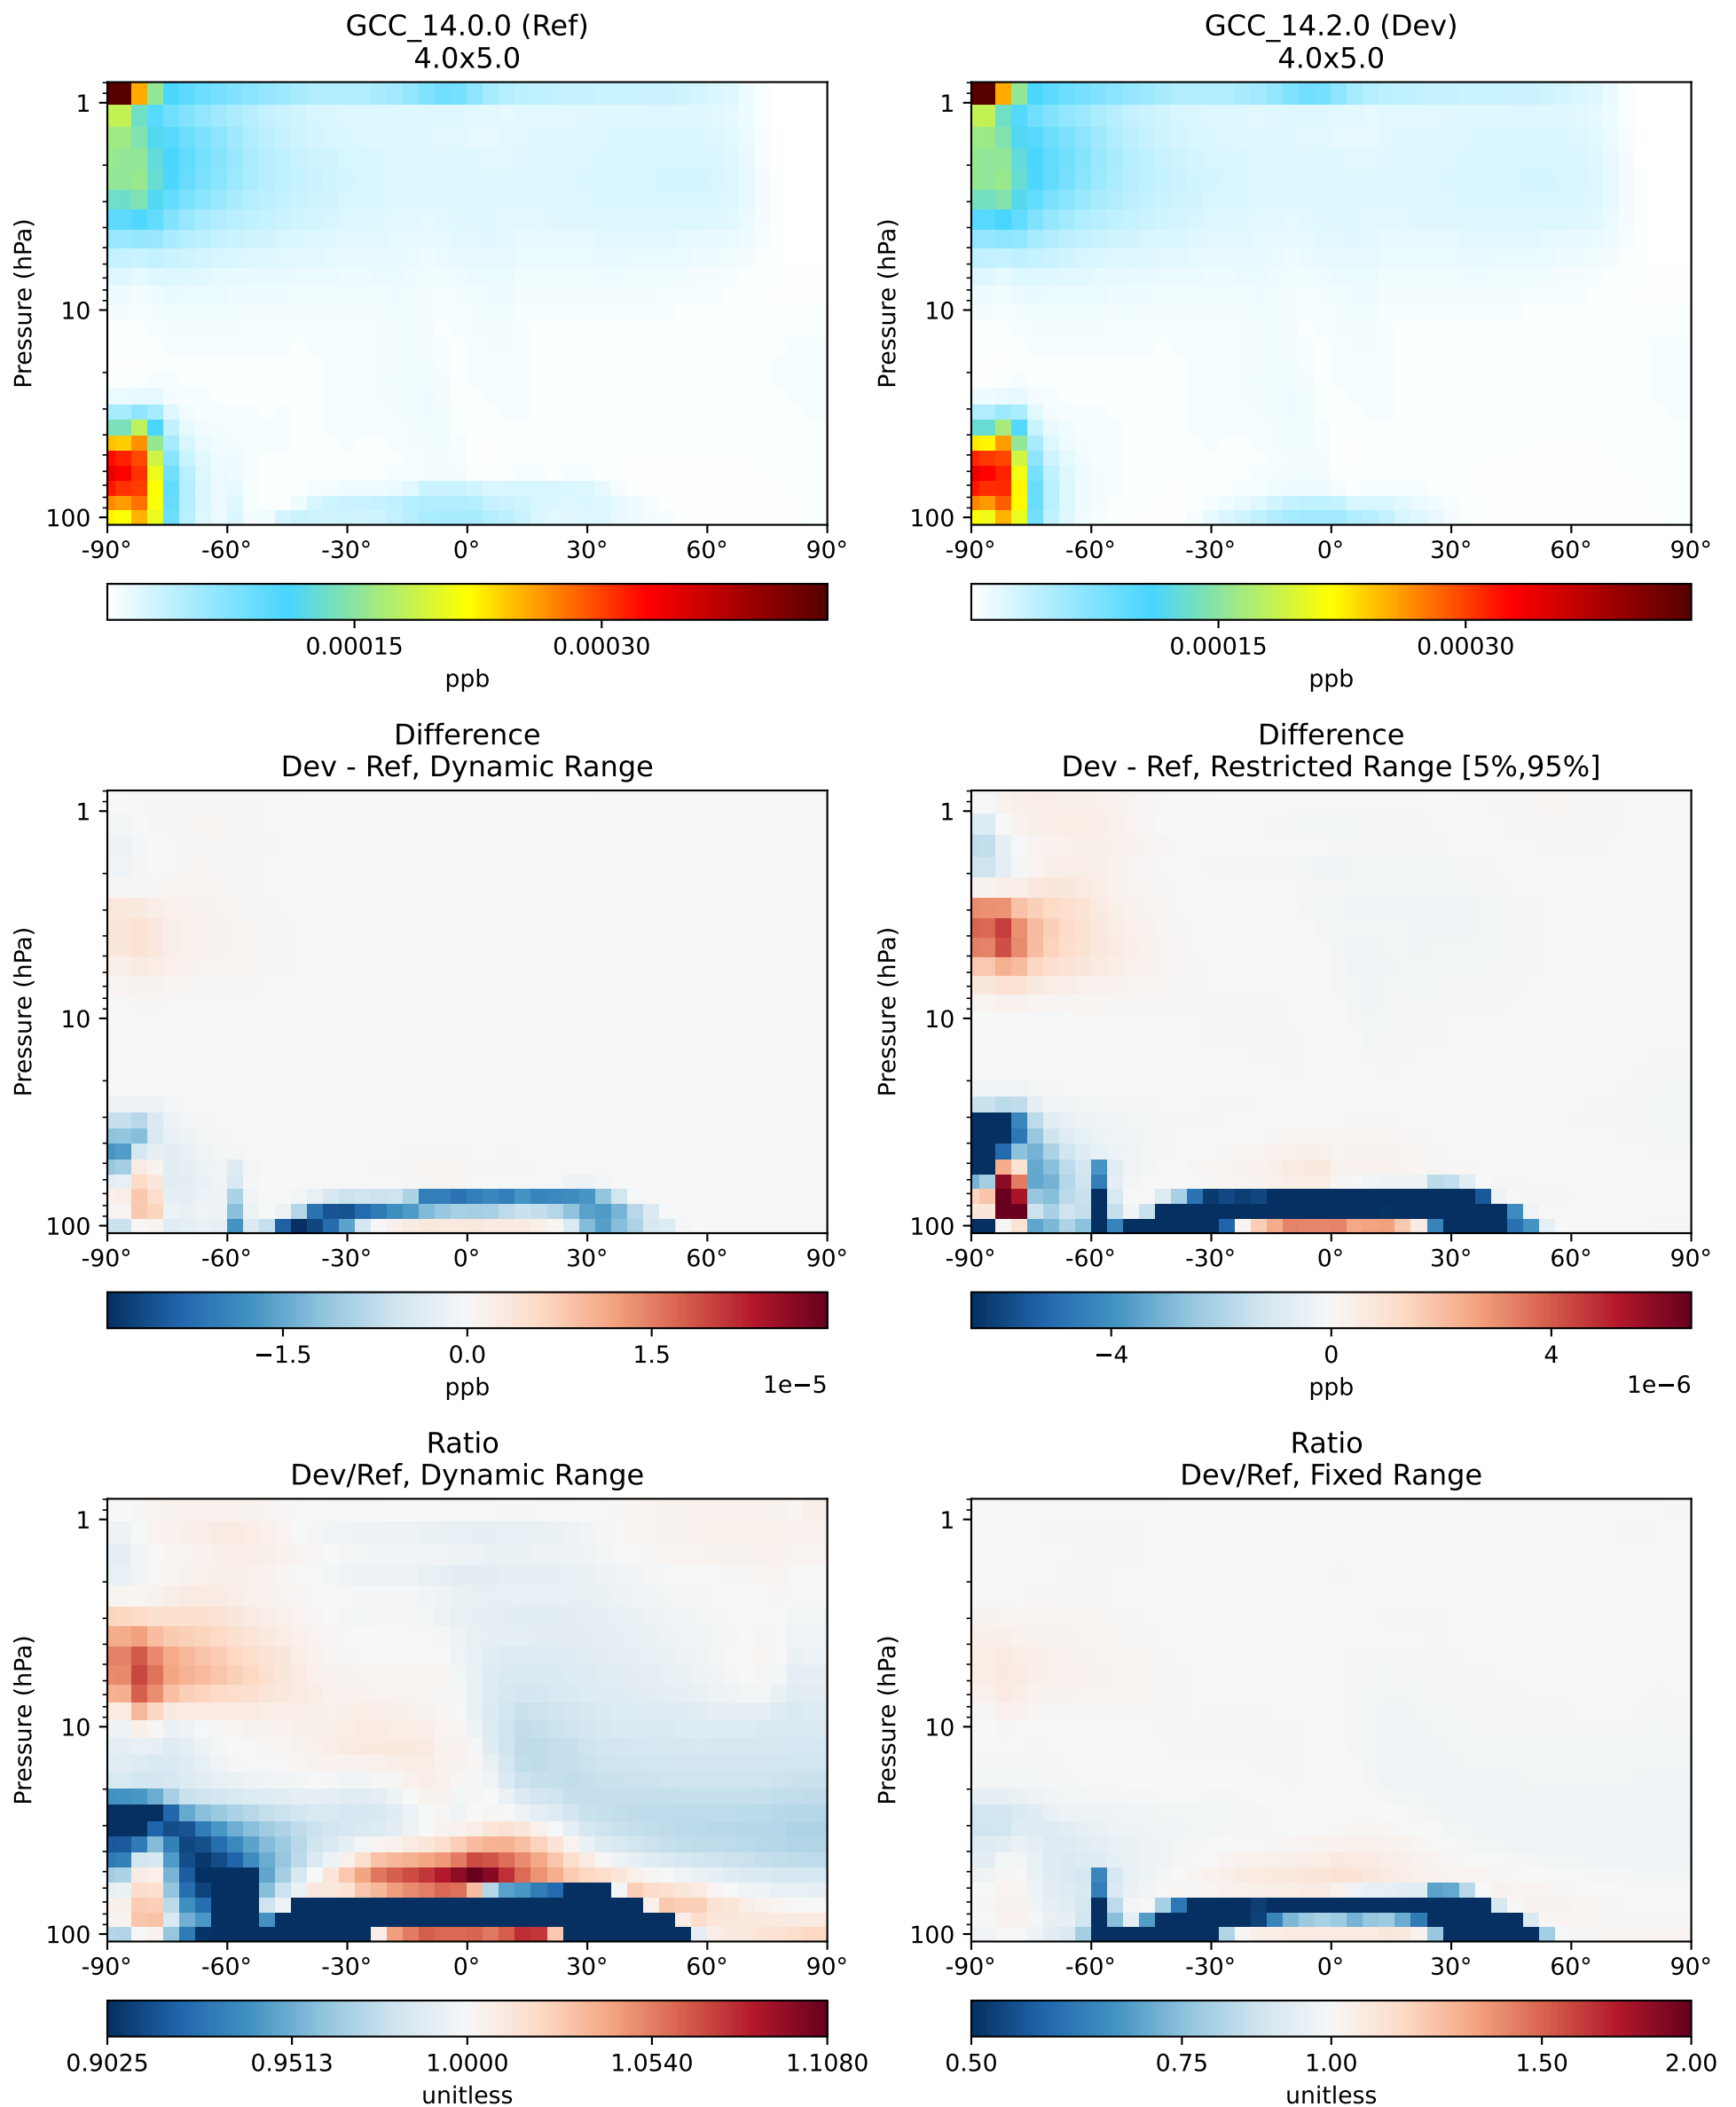 GCC_14.0.0 (Ref)
4.0x5.0
Pressure (hPa)
1
10
100
-90° -60° -30° 0° 30° 60° 90°
0.00015 0.00030
ppb
GCC_14.2.0 (Dev)
4.0x5.0
Pressure (hPa)
1
10
100
-90° -60° -30° 0° 30° 60° 90°
0.00015 0.00030
ppb
Difference
Dev - Ref, Dynamic Range
Pressure (hPa)
1
10
100
-90° -60° -30° 0° 30° 60° 90°
−1.5 0.0 1.5
1e−5
ppb
Difference
Dev - Ref, Restricted Range [5%,95%]
Pressure (hPa)
1
10
100
-90° -60° -30° 0° 30° 60° 90°
−4 0 4
1e−6
ppb
Ratio
Dev/Ref, Dynamic Range
Pressure (hPa)
1
10
100
-90° -60° -30° 0° 30° 60° 90°
0.9025 0.9513 1.0000 1.0540 1.1080
unitless
Ratio
Dev/Ref, Fixed Range
Pressure (hPa)
1
10
100
-90° -60° -30° 0° 30° 60° 90°
0.50 0.75 1.00 1.50 2.00
unitless